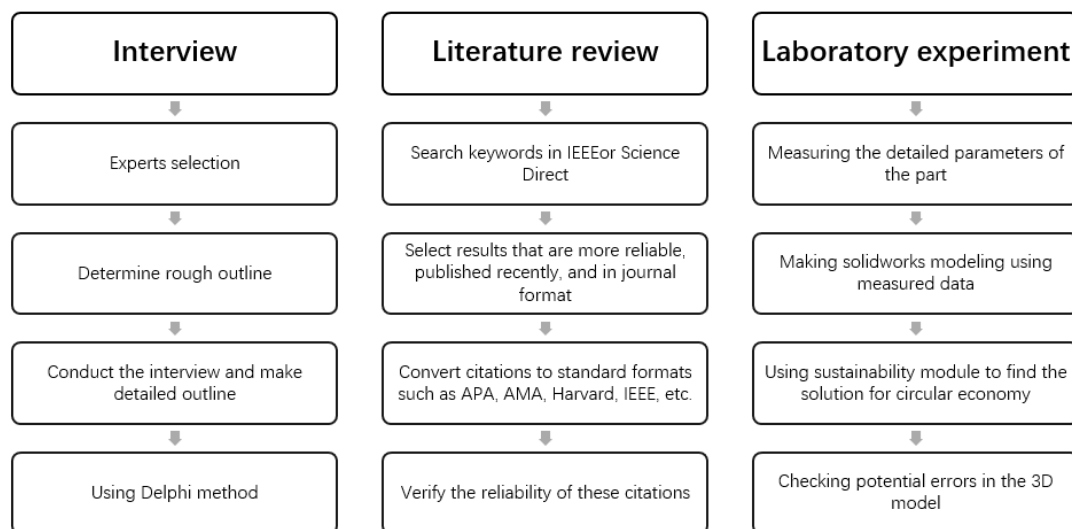 Interview
Experts selection
Determine rough outline
Conduct the interview and make
detailed outline
Using Delphi method
Literature review
Search keywords in IEEEor Science
Direct
Select results that are more reliable,
published recently, and in journal
format
Convert citations to standard formats
such as APA, AMA, Harvard, IEEE, etc.
Verify the reliability of these citations
Laboratory experiment
Measuring the detailed parameters of
the part
Making solidworks modeling using
measured data
Using sustainability module to find the
solution for circular economy
Checking potential errors in the 3D
model